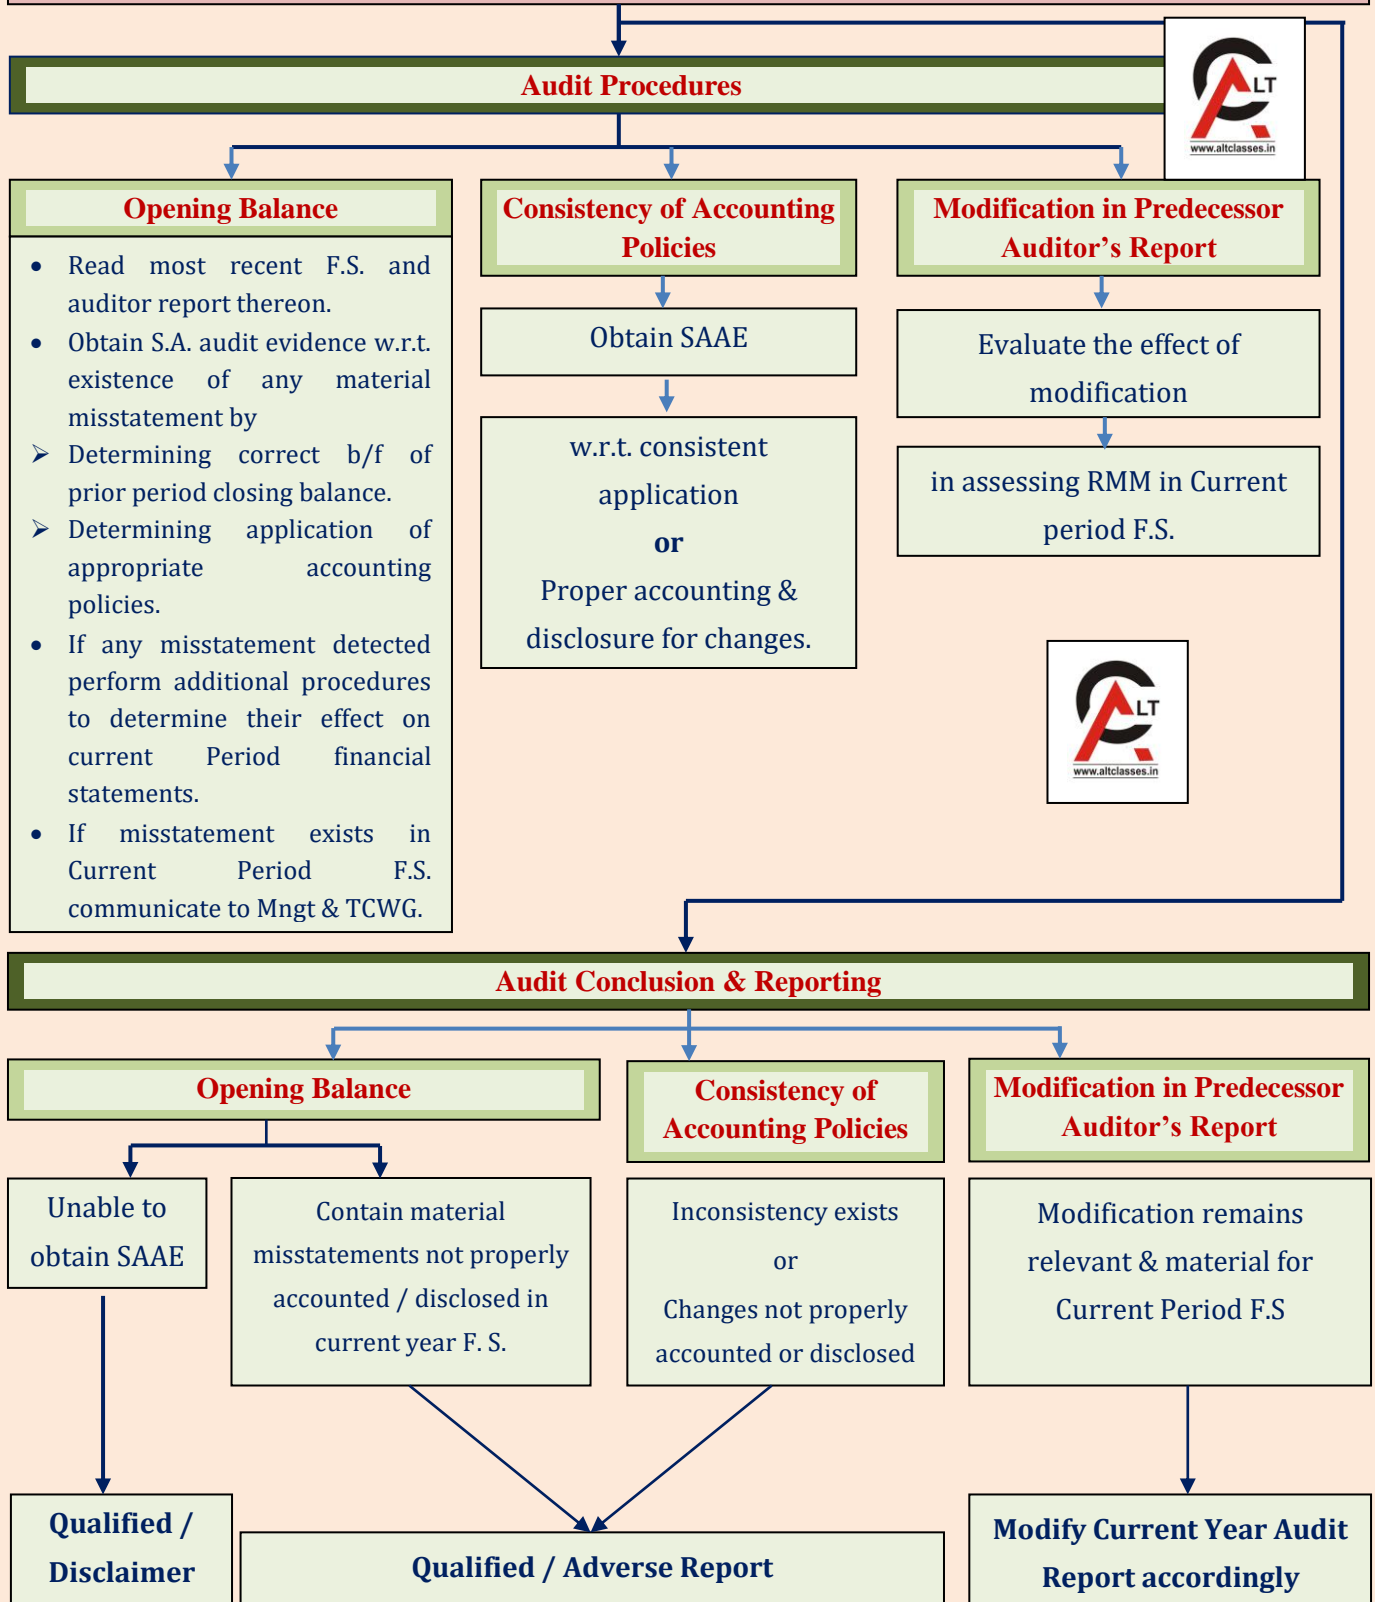 Audit Procedures
ALT
www.altclasses.in
Opening Balance
• Read most recent F.S. and
auditor report thereon.
• Obtain S.A. audit evidence w.r.t.
existence of any material
misstatement by
➢ Determining correct b/f of
prior period closing balance.
➢ Determining application of
appropriate accounting
policies.
• If any misstatement detected
perform additional procedures
to determine their effect on
current Period financial
statements.
• If misstatement exists in
Current Period F.S.
communicate to Mngt & TCWG.
Consistency of Accounting
Policies
Obtain SAAE
w.r.t. consistent
application
or
Proper accounting &
disclosure for changes.
Modification in Predecessor
Auditor’s Report
Evaluate the effect of
modification
in assessing RMM in Current
period F.S.
ALT
www.altclasses.in
Audit Conclusion & Reporting
Opening Balance
Unable to
obtain SAAE
Contain material
misstatements not properly
accounted / disclosed in
current year F. S.
Consistency of
Accounting Policies
Inconsistency exists
or
Changes not properly
accounted or disclosed
Modification in Predecessor
Auditor’s Report
Modification remains
relevant & material for
Current Period F.S
Qualified /
Disclaimer
Qualified / Adverse Report
Modify Current Year Audit
Report accordingly